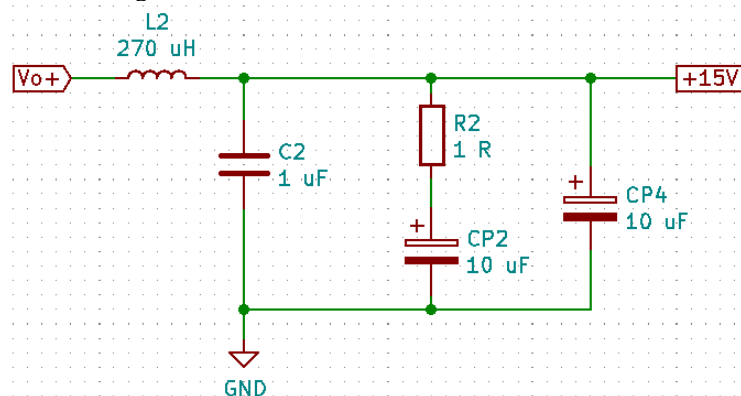 L2
270 uH
Vo+
+15V
C2
1 uF
R2
1 R
+
CP2
10 uF
+
CP4
10 uF
GND